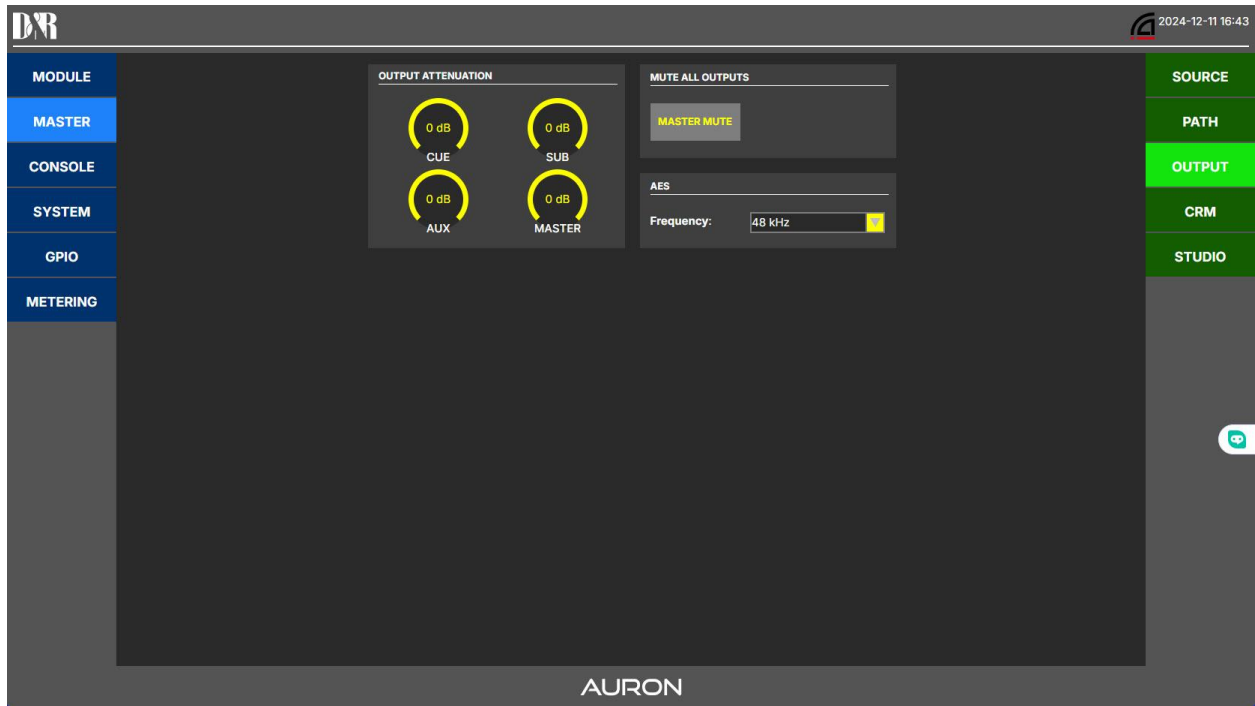 D&R
2024-12-11 16:43
MODULE
MASTER
CONSOLE
SYSTEM
GPIO
METERING
OUTPUT ATTENUATION
0 dB
CUE
0 dB
SUB
0 dB
AUX
0 dB
MASTER
MUTE ALL OUTPUTS
MASTER MUTE
AES
Frequency: 48 kHz
SOURCE
PATH
OUTPUT
CRM
STUDIO
AURON